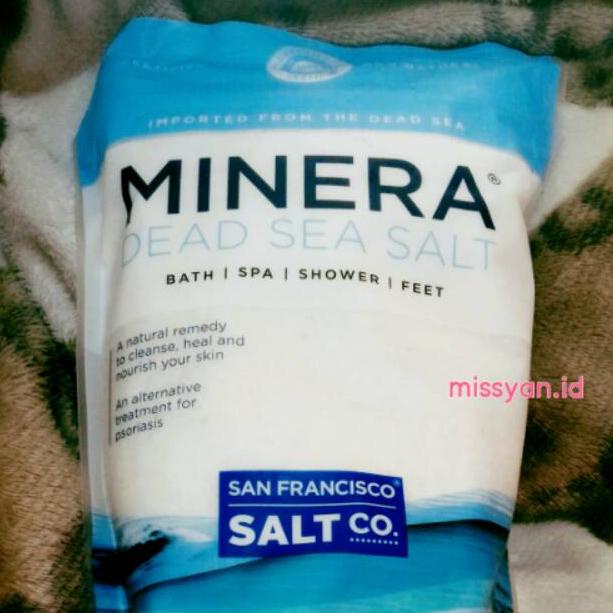 IMPORTED FROM THE DEAD SEA
MINERA®
DEAD SEA SALT
BATH | SPA | SHOWER | FEET
A natural remedy
to cleanse, heal and
nourish your skin
An alternative
treatment for
psoriasis
missyan.id
SAN FRANCISCO®
SALT CO.